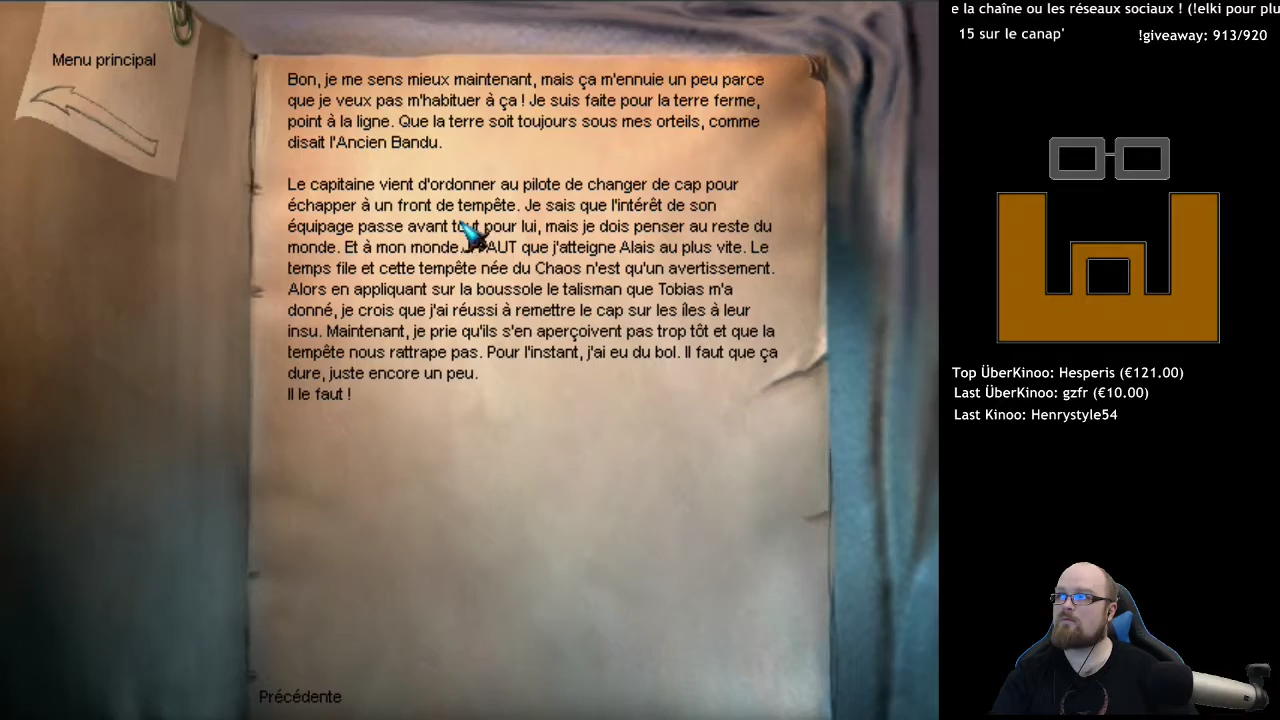 Menu principal
Bon, je me sens mieux maintenant, mais ça m'ennuie un peu parce
que je veux pas m'habituer à ça ! Je suis faite pour la terre ferme,
point à la ligne. Que la terre soit toujours sous mes orteils, comme
disait l'Ancien Bandu.
Le capitaine vient d'ordonner au pilote de changer de cap pour
échapper à un front de tempête. Je sais que l'intérêt de son
équipage passe avant tout pour lui, mais je dois penser au reste du
monde. Et à mon monde. FAUT que j'atteigne Alais au plus vite. Le
temps file et cette tempête née du Chaos n'est qu'un avertissement.
Alors en appliquant sur la boussole le talisman que Tobias m'a
donné, je crois que j'ai réussi à remettre le cap sur les îles à leur
insu. Maintenant, je prie qu'ils s'en aperçoivent pas trop tôt et que la
tempête nous rattrape pas. Pour l'instant, j'ai eu du bol. Il faut que ça
dure, juste encore un peu.
Il le faut !
Précédente
e la chaîne ou les réseaux sociaux ! (!elki pour plu
15 sur le canap'
!giveaway: 913/920
Top ÜberKinoo: Hesperis (€121.00)
Last ÜberKinoo: gzfr (€10.00)
Last Kinoo: Henrystyle54